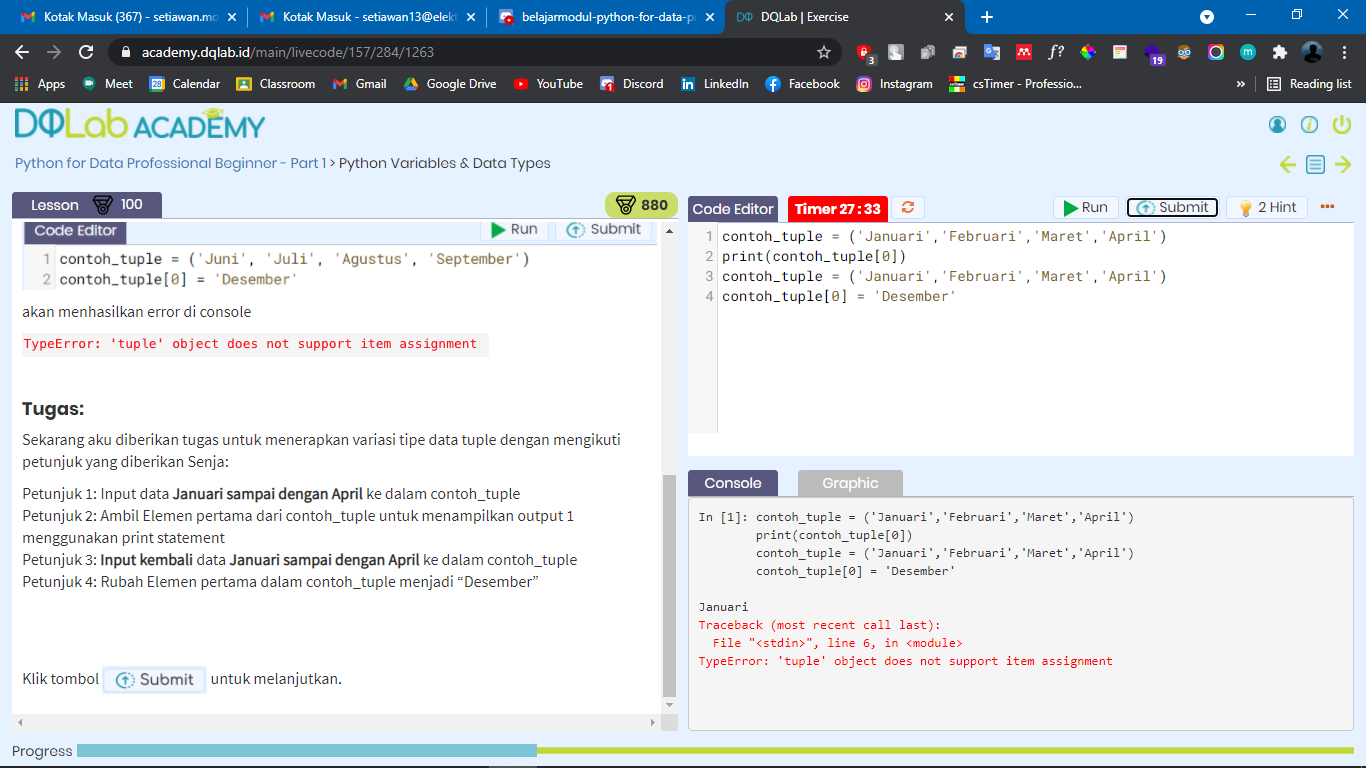 Kotak Masuk (367) - setiawan.mo
Kotak Masuk - setiawan13@elekt
belajarmodul-python-for-data-pr
DQLab | Exercise
academy.dqlab.id/main/livecode/157/284/1263
3
f?
19
Apps
Meet
28
Calendar
Classroom
Gmail
Google Drive
YouTube
Discord
LinkedIn
Facebook
Instagram
csTimer - Professio...
»
Reading list
DQLab ACADEMY
Python for Data Professional Beginner - Part 1 > Python Variables & Data Types
Lesson 100
880
Code Editor
Run
Submit
1 contoh_tuple = ('Juni', 'Juli', 'Agustus', 'September')
2 contoh_tuple[0] = 'Desember'
akan menhasilkan error di console
TypeError: 'tuple' object does not support item assignment
Tugas:
Sekarang aku diberikan tugas untuk menerapkan variasi tipe data tuple dengan mengikuti
petunjuk yang diberikan Senja:
Petunjuk 1: Input data Januari sampai dengan April ke dalam contoh_tuple
Petunjuk 2: Ambil Elemen pertama dari contoh_tuple untuk menampilkan output 1
menggunakan print statement
Petunjuk 3: Input kembali data Januari sampai dengan April ke dalam contoh_tuple
Petunjuk 4: Rubah Elemen pertama dalam contoh_tuple menjadi “Desember”
Klik tombol Submit untuk melanjutkan.
Code Editor
Timer 27 : 33
Run
Submit
2 Hint
1 contoh_tuple = ('Januari','Februari','Maret','April')
2 print(contoh_tuple[0])
3 contoh_tuple = ('Januari','Februari','Maret','April')
4 contoh_tuple[0] = 'Desember'
Console
Graphic
In [1]: contoh_tuple = ('Januari','Februari','Maret','April')
print(contoh_tuple[0])
contoh_tuple = ('Januari','Februari','Maret','April')
contoh_tuple[0] = 'Desember'
Januari
Traceback (most recent call last):
File "<stdin>", line 6, in <module>
TypeError: 'tuple' object does not support item assignment
Progress